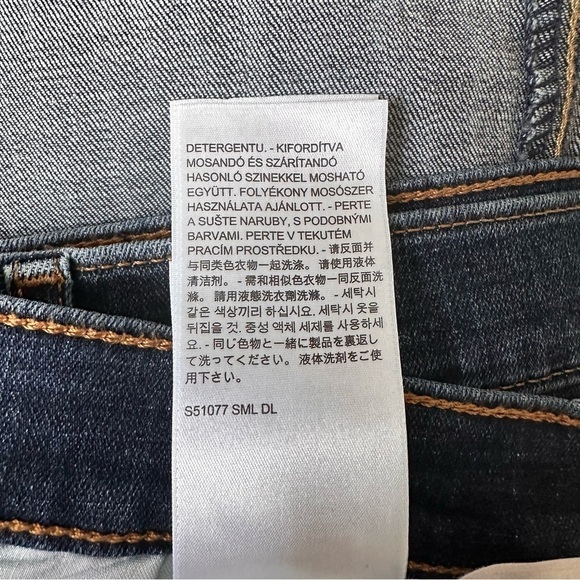 DETERGENTU. - KIFORDÍTVA
MOSANDÓ ÉS SZÁRÍTANDÓ
HASONLÓ SZINEKKEL MOSHATÓ
EGYÜTT. FOLYÉKONY MOSÓSZER
HASZNÁLATA AJÁNLOTT. - PERTE
A SUŠTE NARUBY, S PODOBNÝMI
BARVAMI. PERTE V TEKUTÉM
PRACÍM PROSTŘEDKU. - 请反面并
与同类色衣物一起洗涤。请使用液体
清洁剂。- 需和相似色衣物一同反面洗
滌。請用液態洗衣劑洗滌。- 세탁시
같은 색상끼리 하십시요. 세탁시 옷을
뒤집을 것. 중성 액체 세제를 사용하세
요. - 同じ色物と一緒に製品を裏返し
て洗ってください。液体洗剤をご使
用下さい。
S51077 SML DL